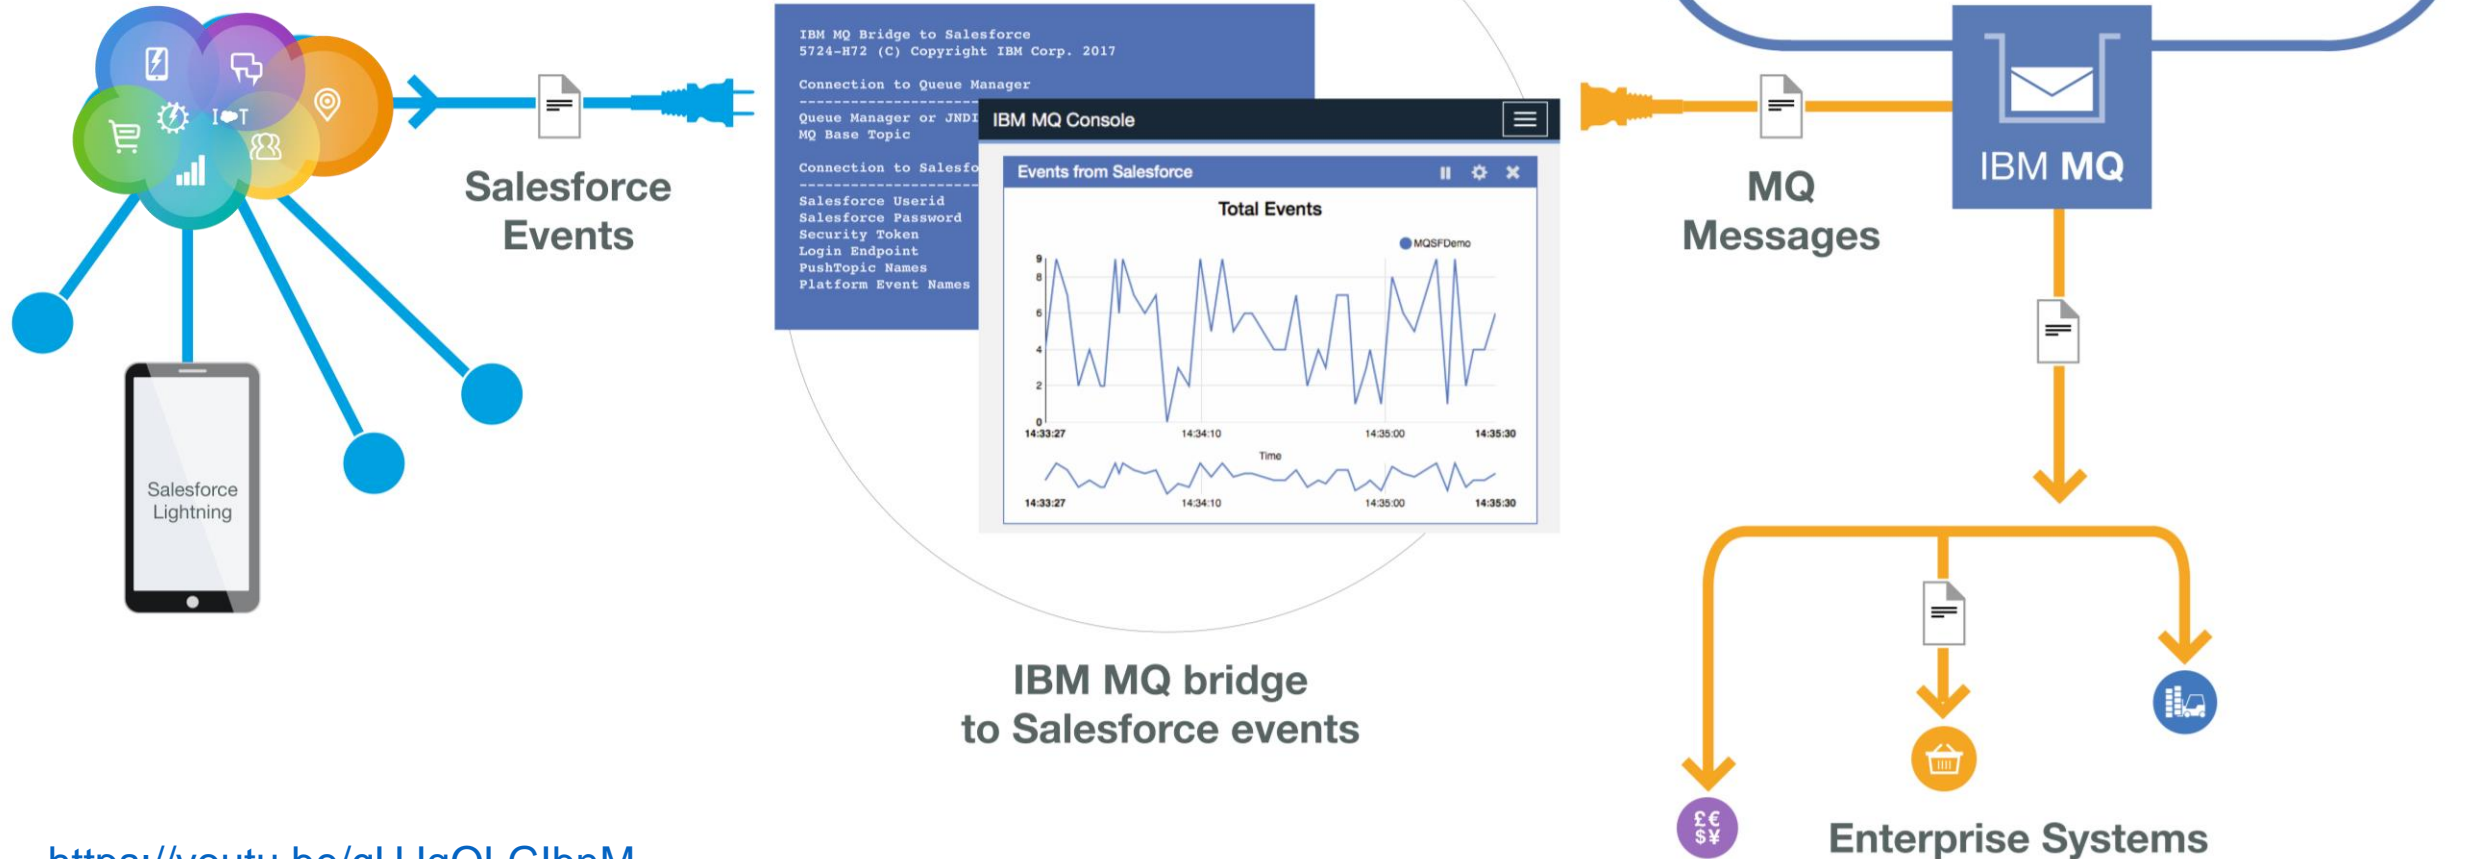 IBM MQ Bridge to Salesforce
5724-H72 (C) Copyright IBM Corp. 2017
Connection to Queue Manager
Queue Manager or JNDI
MQ Base Topic
Connection to Salesfo
Salesforce Userid
Salesforce Password
Security Token
Login Endpoint
PushTopic Names
Platform Event Names
IBM MQ Console
Events from Salesforce
Total Events
MQSFDemo
9
8
6
4
2
0
14:33:27 14:34:10 14:35:00 14:35:30
Time
14:33:27 14:34:10 14:35:00 14:35:30
IoT
Salesforce
Events
Salesforce
Lightning
IBM MQ bridge
to Salesforce events
MQ
Messages
IBM MQ
£€
$¥
Enterprise Systems